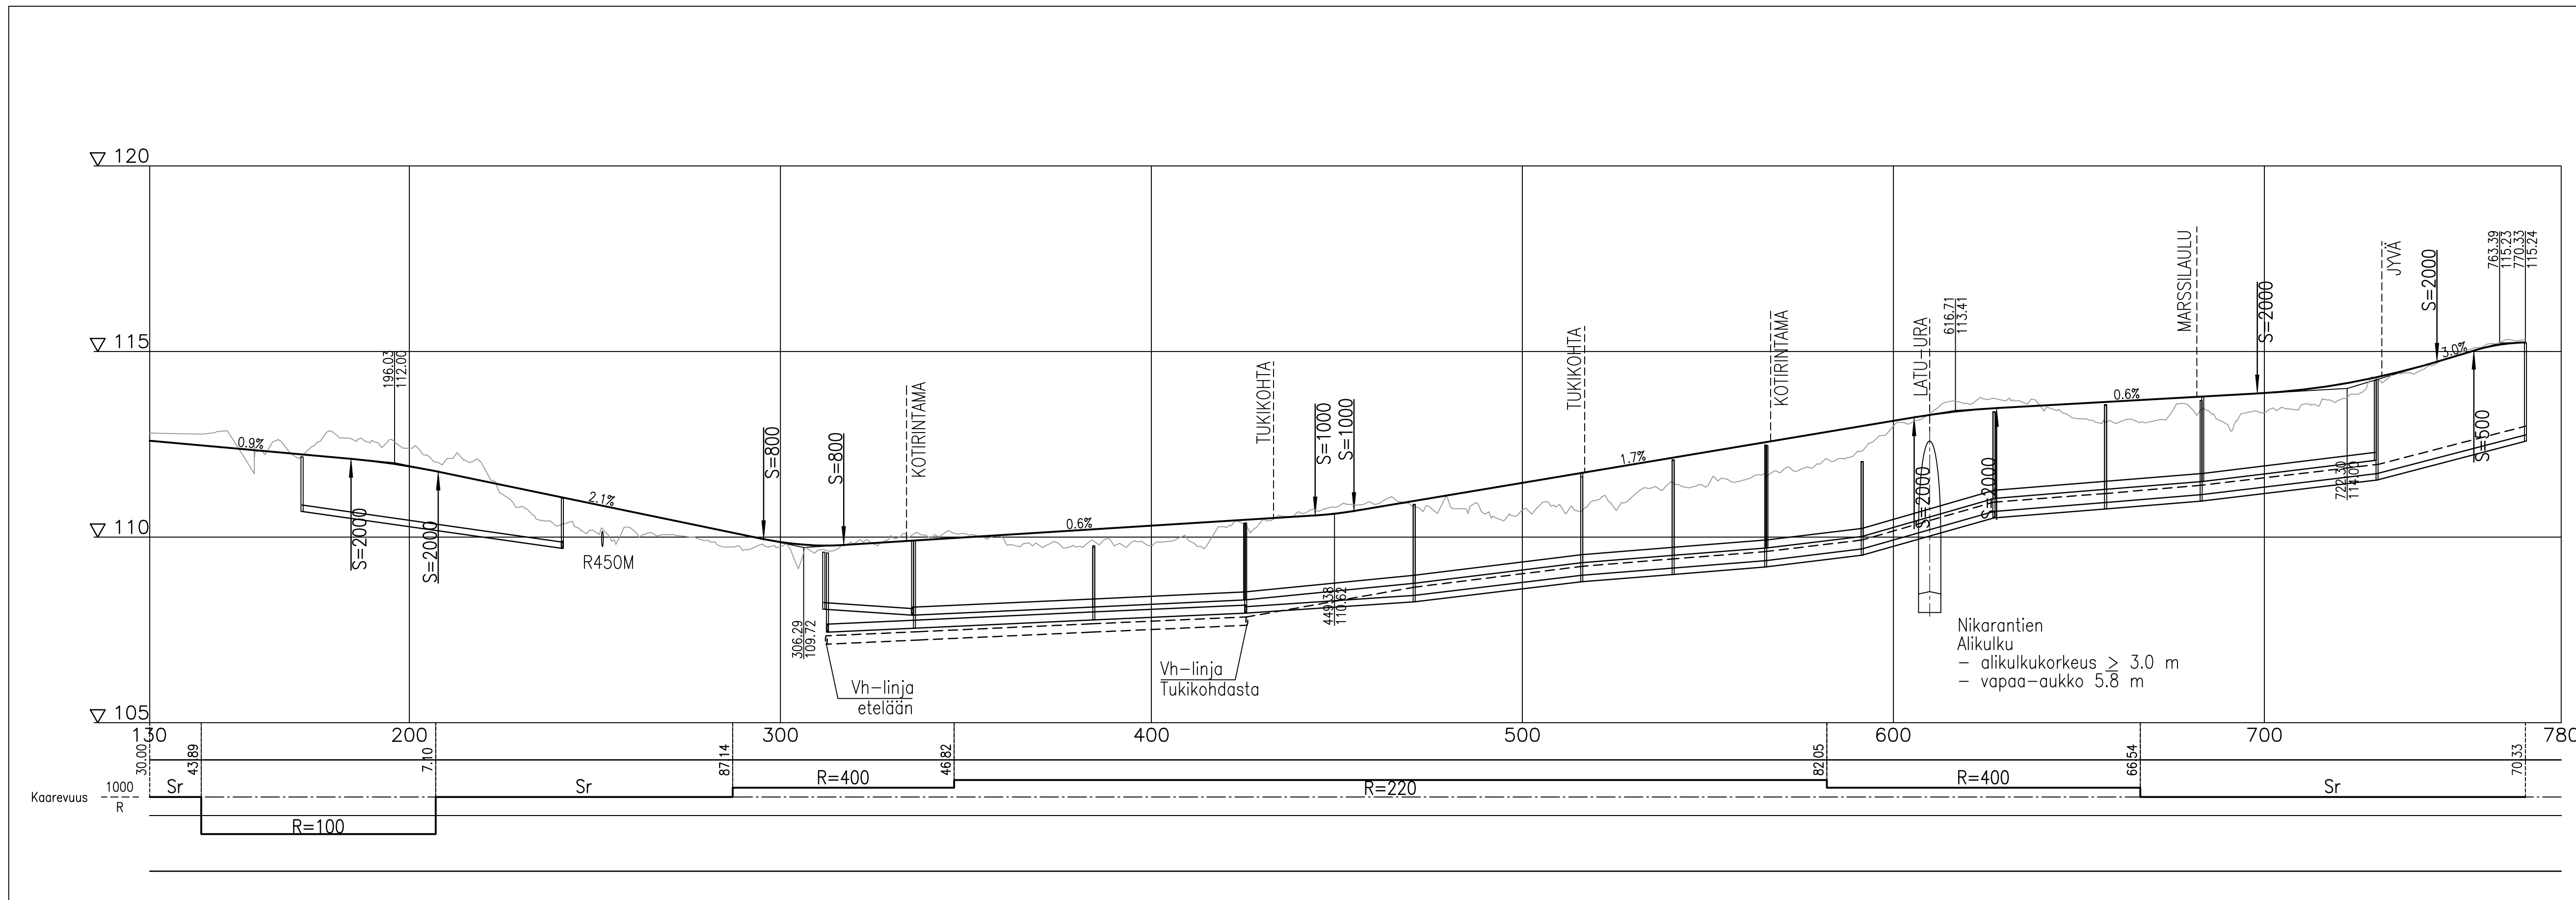 120
115
110
105
196.03
112.00
0.9%
S=2000
S=2000
2.1%
R450M
S=800
S=800
306.29
109.72
KOTIRINTAMA
0.6%
Vh-linja
etelään
TUKIKOHTA
Vh-linja
Tukikohdasta
S=1000
S=1000
449.38
110.62
TUKIKOHTA
1.7%
KOTIRINTAMA
LATU-URA
616.71
113.41
S=2000
S=2000
Nikarantien
Alikulku
- alikulkukorkeus ≥ 3.0 m
- vapaa-aukko 5.8 m
0.6%
MARSSILAULU
S=2000
722.30
114.00
JYVÄ
S=2000
3.0%
S=500
763.39
115.23
770.33
115.24
130
200
300
400
500
600
700
780
30.00
43.89
7.10
87.14
46.82
82.05
66.54
70.33
Kaarevuus
1000
R
Sr
R=100
Sr
R=400
R=220
R=400
Sr